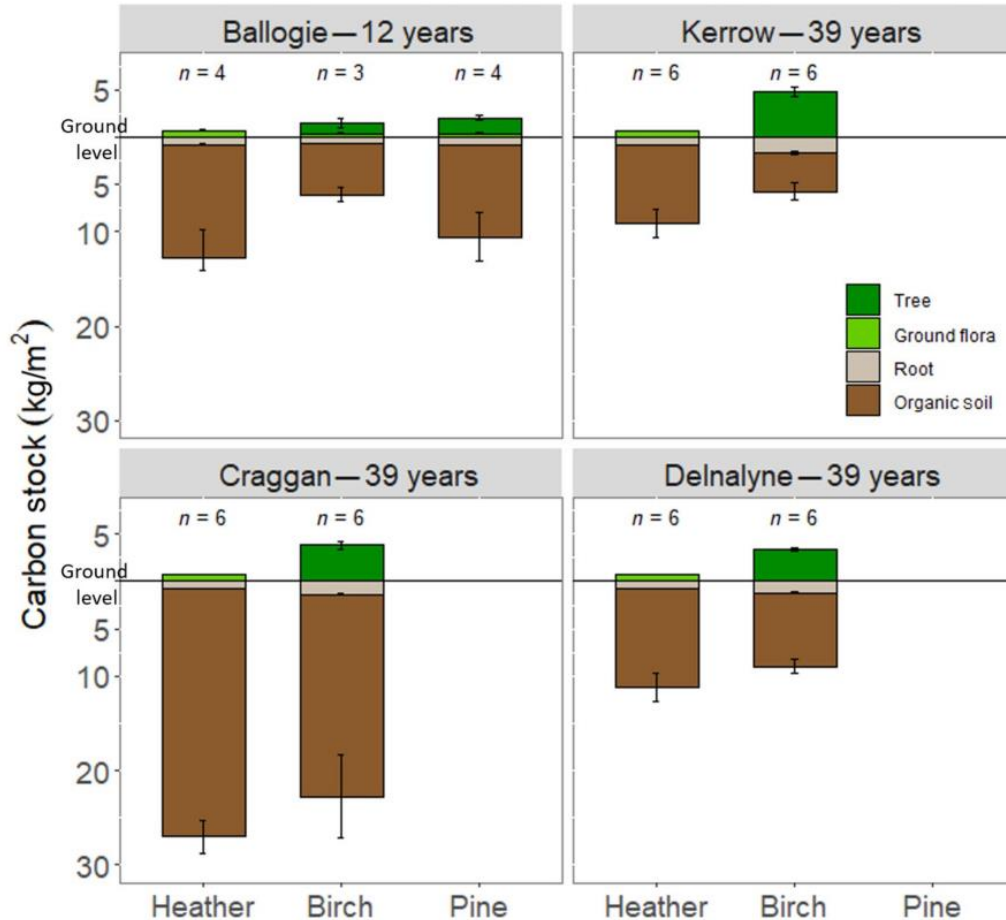 Ballogie — 12 years
n = 4
n = 3
n = 4
5
Ground
level
5
10
20
30
Kerrow — 39 years
n = 6
n = 6
Tree
Ground flora
Root
Organic soil
Carbon stock (kg/m²)
Craggan — 39 years
n = 6
n = 6
5
Ground
level
5
10
20
30
Delnalyne — 39 years
n = 6
n = 6
Heather
Birch
Pine
Heather
Birch
Pine